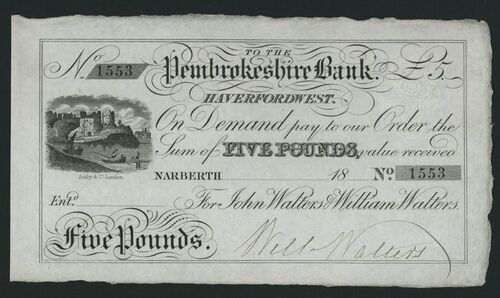 TO THE
No. 1553 Pembrokeshire Bank. £5
HAVERFORDWEST.
On Demand pay to our Order the
Sum of FIVE POUNDS, value received
Ashby & Co. London.
NARBERTH 18 No. 1553
Entd. For John Walters & William Walters.
Five Pounds. Will Walters